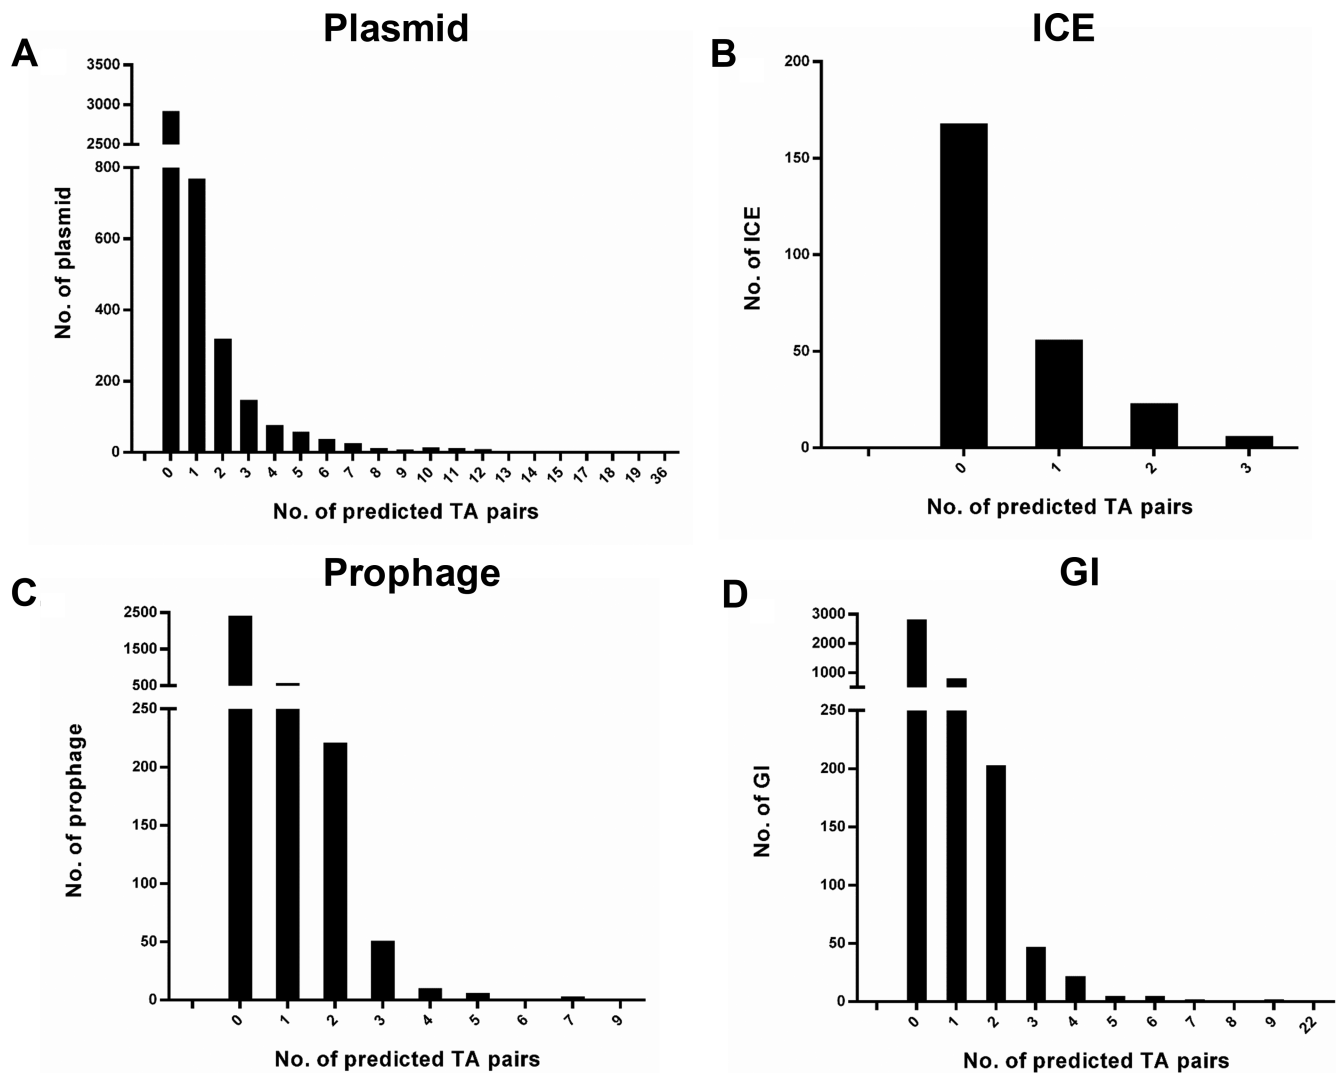 A
Plasmid
3500
3000
2500
800
600
400
200
0
No. of plasmid
0 1 2 3 4 5 6 7 8 9 10 11 12 13 14 15 17 18 19 36
No. of predicted TA pairs
B
ICE
200
150
100
50
0
No. of ICE
0 1 2 3
No. of predicted TA pairs
C
Prophage
2500
1500
500
250
200
150
100
50
0
No. of prophage
0 1 2 3 4 5 6 7 9
No. of predicted TA pairs
D
GI
3000
2000
1000
250
200
150
100
50
0
No. of GI
0 1 2 3 4 5 6 7 8 9 22
No. of predicted TA pairs